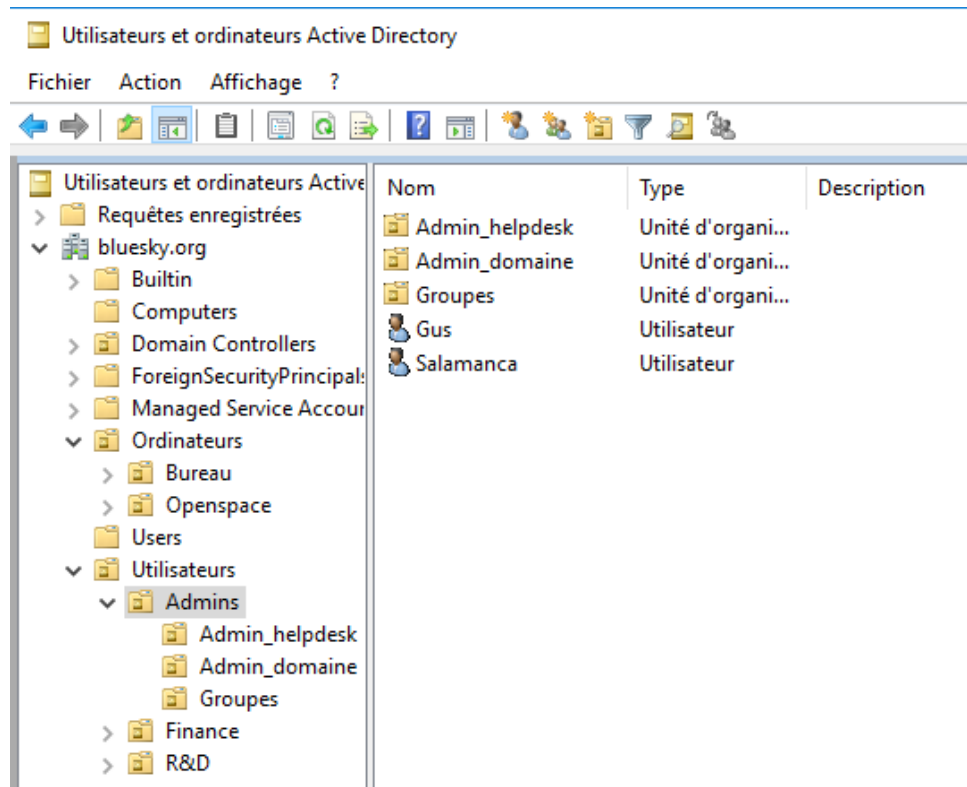 Utilisateurs et ordinateurs Active Directory
Fichier Action Affichage ?
Utilisateurs et ordinateurs Active
Requêtes enregistrées
bluesky.org
Builtin
Computers
Domain Controllers
ForeignSecurityPrincipals
Managed Service Accour
Ordinateurs
Bureau
Openspace
Users
Utilisateurs
Admins
Admin_helpdesk
Admin_domaine
Groupes
Finance
R&D
Nom Type Description
Admin_helpdesk Unité d'organi...
Admin_domaine Unité d'organi...
Groupes Unité d'organi...
Gus Utilisateur
Salamanca Utilisateur